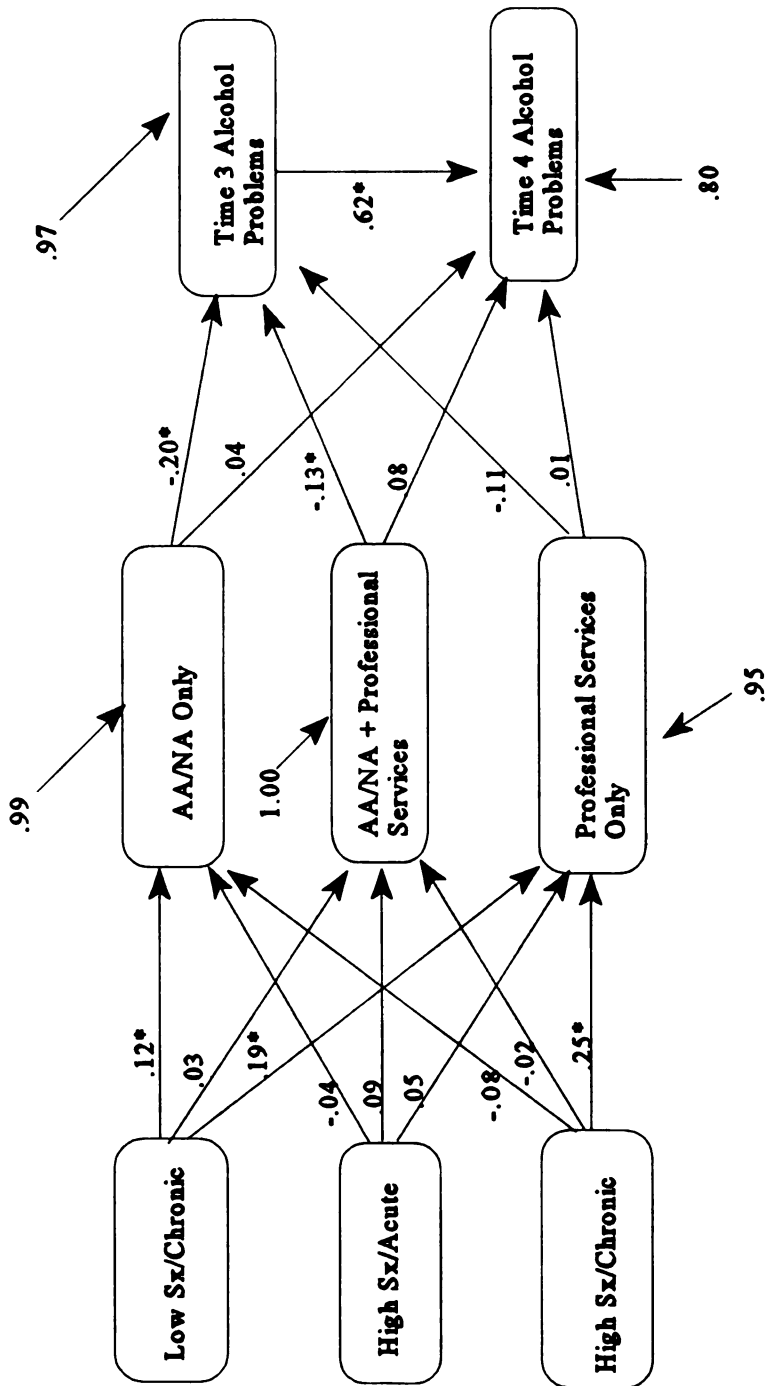 Low Sx/Chronic
High Sx/Acute
High Sx/Chronic
.12*
.03
.19*
-.04
.09
.05
-.08
-.02
.25*
.99
AA/NA Only
1.00
AA/NA + Professional
Services
Professional Services
Only
.95
-.20*
.04
-.13*
.08
-.11
.01
.97
Time 3 Alcohol
Problems
.62*
Time 4 Alcohol
Problems
.80